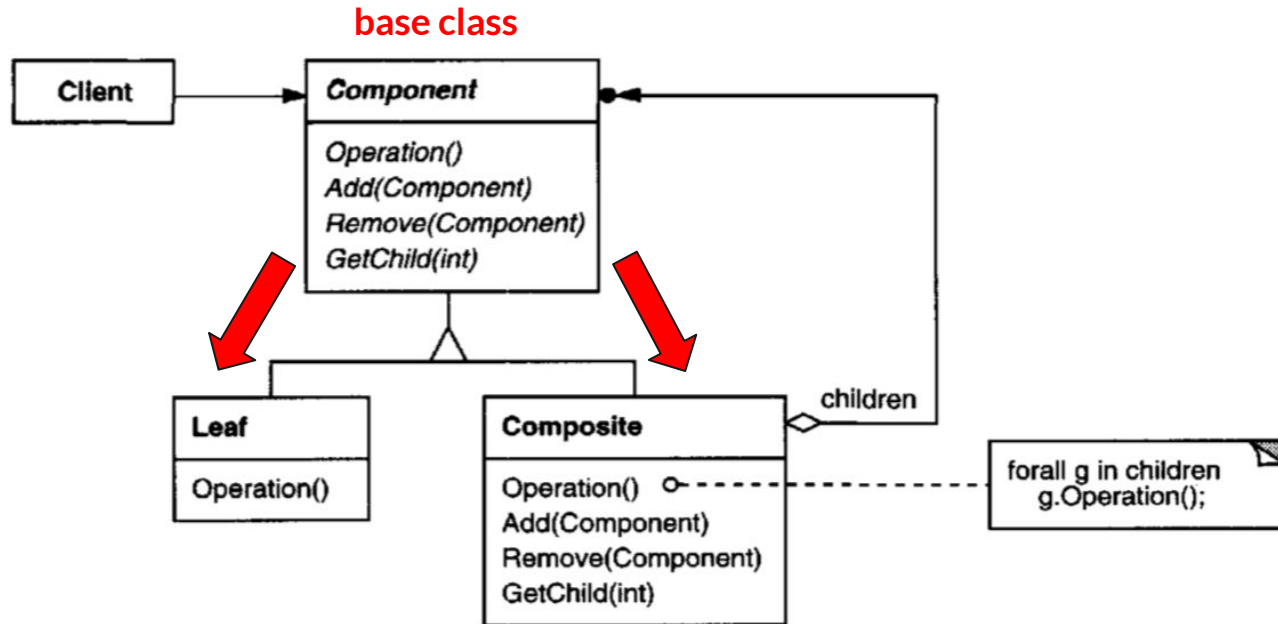 base class
Client
Component
Operation()
Add(Component)
Remove(Component)
GetChild(int)
Leaf
Operation()
Composite
Operation()
Add(Component)
Remove(Component)
GetChild(int)
children
forall g in children
g.Operation();